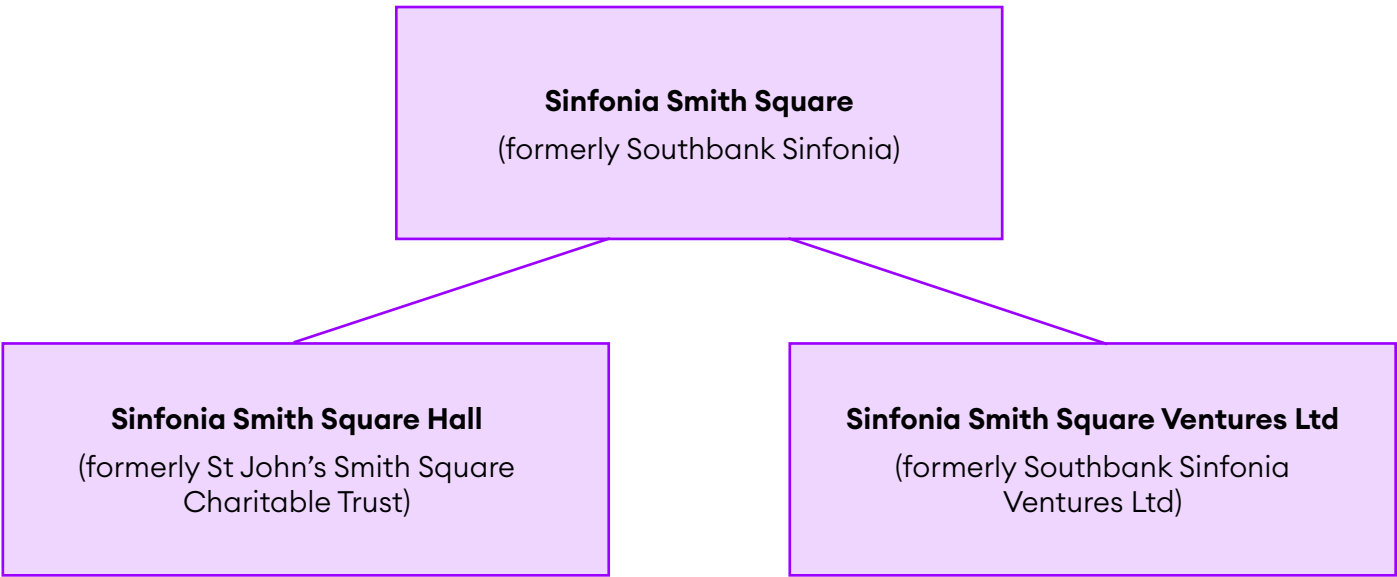 Sinfonia Smith Square
(formerly Southbank Sinfonia)
Sinfonia Smith Square Hall
(formerly St John’s Smith Square
Charitable Trust)
Sinfonia Smith Square Ventures Ltd
(formerly Southbank Sinfonia
Ventures Ltd)